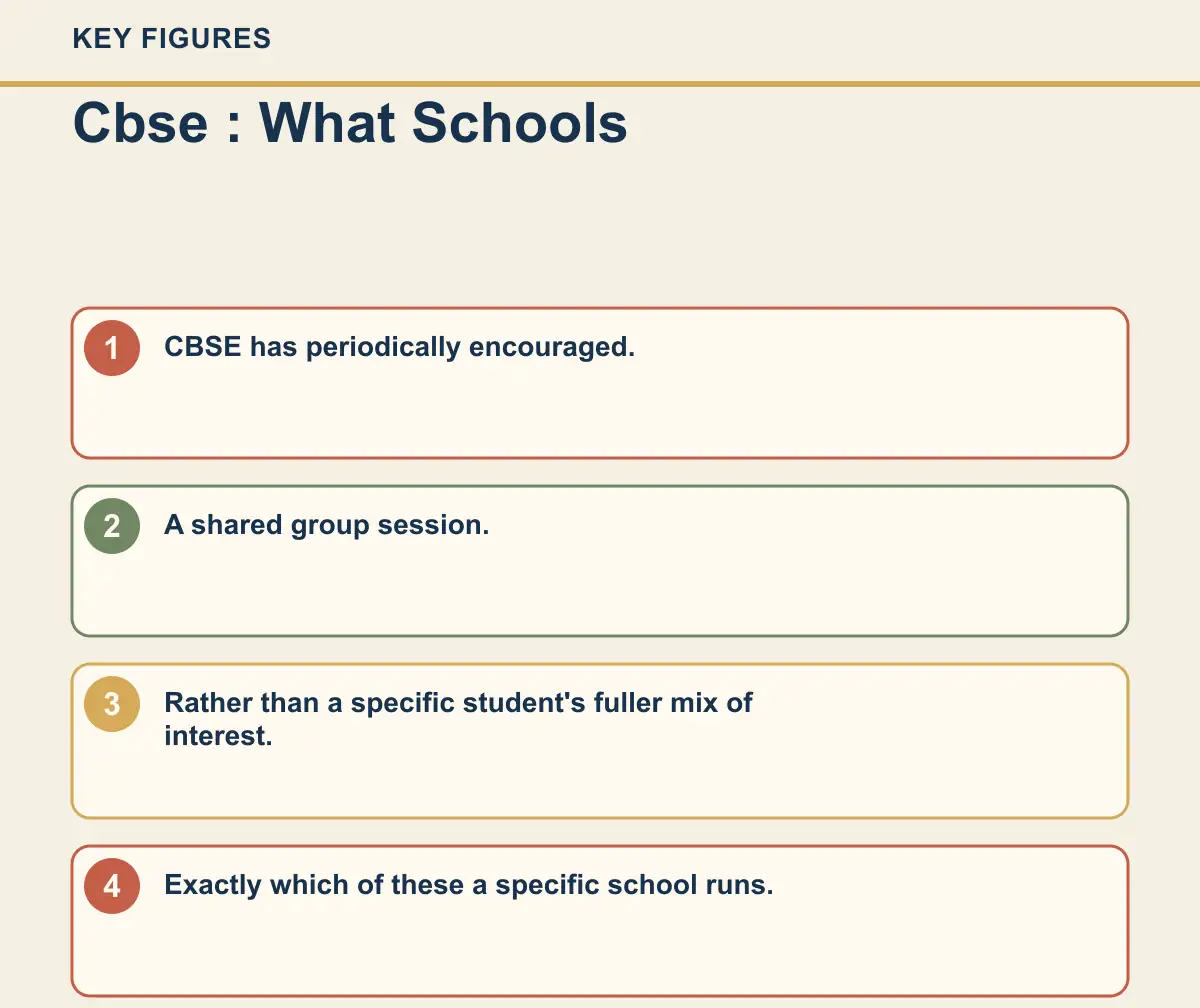 KEY FIGURES
Cbse : What Schools
1
CBSE has periodically encouraged.
2
A shared group session.
3
Rather than a specific student's fuller mix of
interest.
4
Exactly which of these a specific school runs.